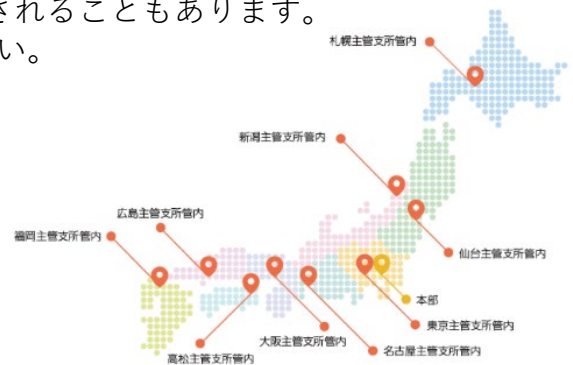 されることもあります。
い。
札幌主管支所管内
新潟主管支所管内
広島主管支所管内
福岡主管支所管内
仙台主管支所管内
本部
東京主管支所管内
大阪主管支所管内
名古屋主管支所管内
高松主管支所管内